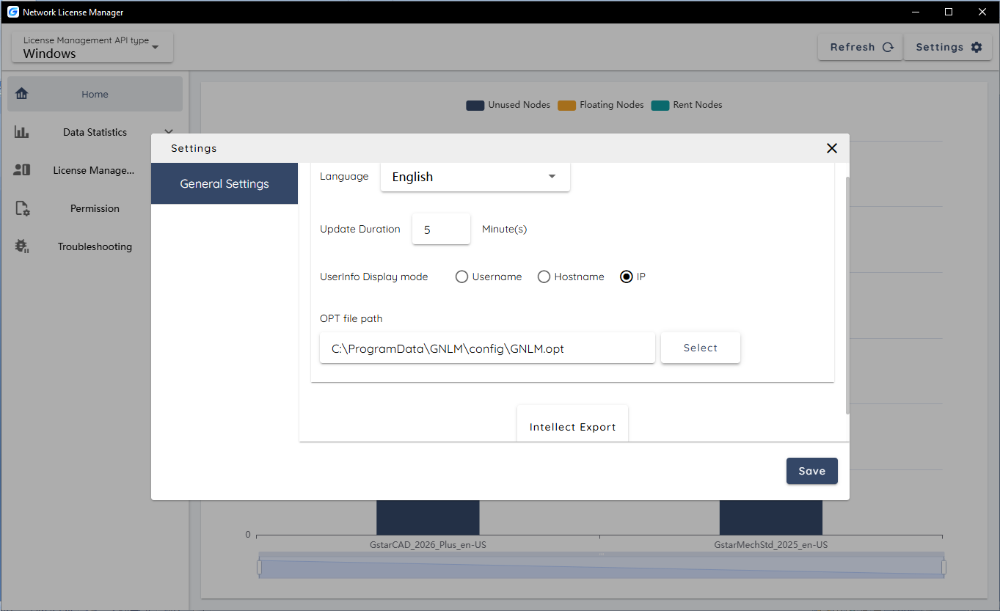 Network License Manager
License Management API type
Windows
Refresh
Settings
Home
Data Statistics
License Manage...
Permission
Troubleshooting
Unused Nodes
Floating Nodes
Rent Nodes
Settings
General Settings
Language
English
Update Duration
5
Minute(s)
UserInfo Display mode
Username
Hostname
IP
OPT file path
C:\ProgramData\GNLM\config\GNLM.opt
Select
Intellect Export
Save
0
GstarCAD_2026_Plus_en-US
GstarMechStd_2025_en-US